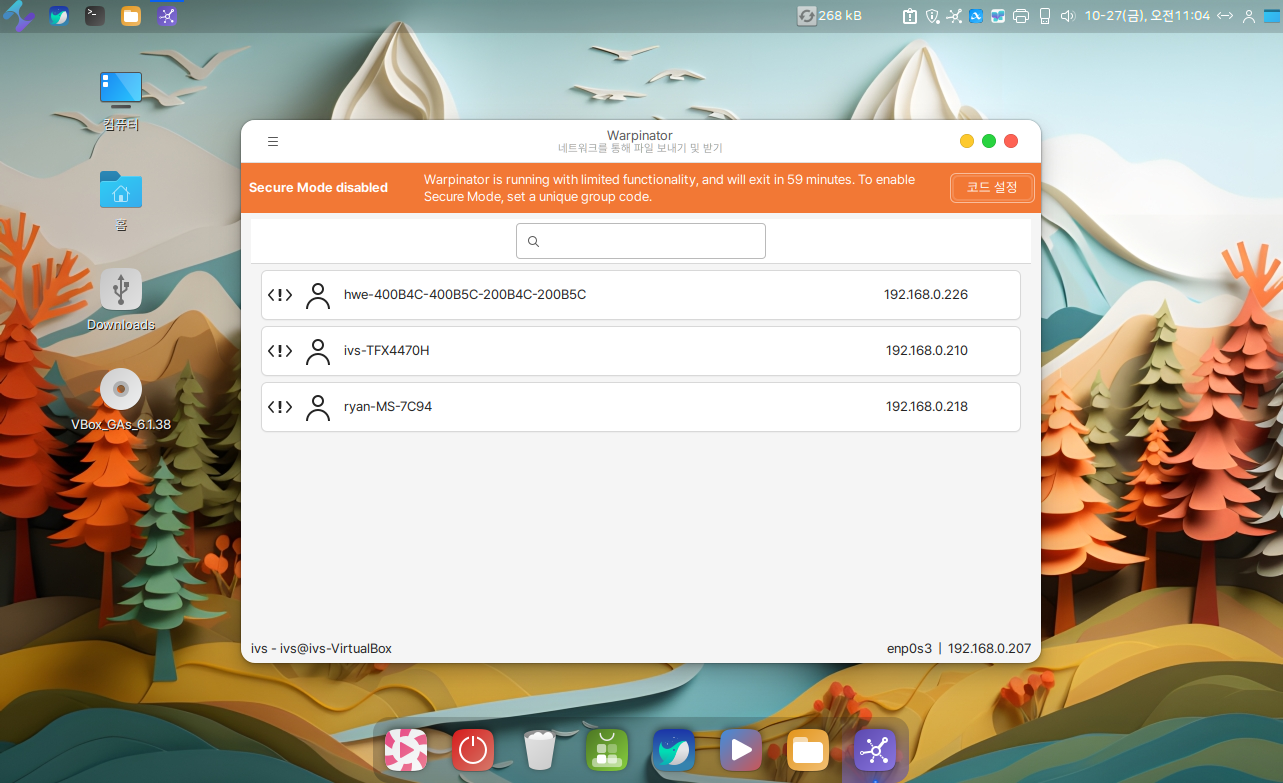 268 kB
10-27(금), 오전11:04
컴퓨터
홈
Downloads
VBox_GAs_6.1.38
Warpinator
네트워크를 통해 파일 보내기 및 받기
Secure Mode disabled
Warpinator is running with limited functionality, and will exit in 59 minutes. To enable
Secure Mode, set a unique group code.
코드 설정
hwe-400B4C-400B5C-200B4C-200B5C
192.168.0.226
ivs-TFX4470H
192.168.0.210
ryan-MS-7C94
192.168.0.218
ivs - ivs@ivs-VirtualBox
enp0s3 | 192.168.0.207